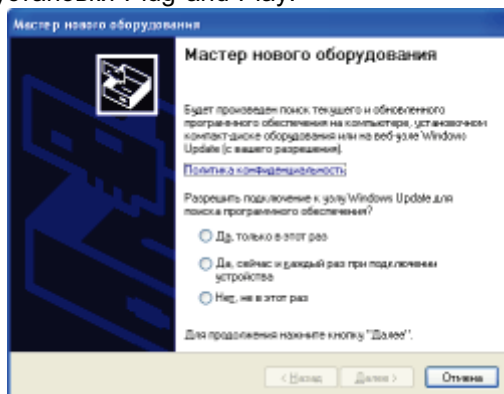 установки Plug-and-Play.
Мастер нового оборудования
Мастер нового оборудования
Будет произведен поиск текущего и обновленного
программного обеспечения на компьютере, установочном
компакт-диске оборудования или на веб-узле Windows
Update (с вашего разрешения).
Политика конфиденциальности
Разрешить подключение к узлу Windows Update для
поиска программного обеспечения?
Да, только в этот раз
Да, сейчас и каждый раз при подключении
устройства
Нет, не в этот раз
Для продолжения нажмите кнопку "Далее".
< Назад
Далее >
Отмена